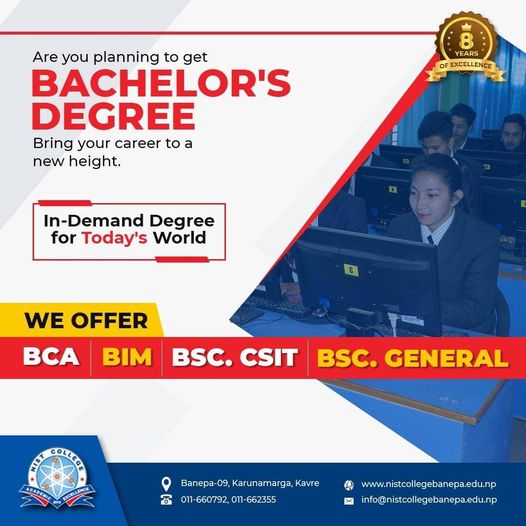 Are you planning to get
BACHELOR'S
DEGREE
Bring your career to a
new height.
8
YEARS
OF EXCELLENCE
In-Demand Degree
for Today's World
WE OFFER
BCA BIM BSC. CSIT BSC. GENERAL
NIST COLLEGE
ACADEMIC EXCELLENCE
Banepa-09, Karunamarga, Kavre
011-660792, 011-662355
www.nistcollegebanepa.edu.np
info@nistcollegebanepa.edu.np